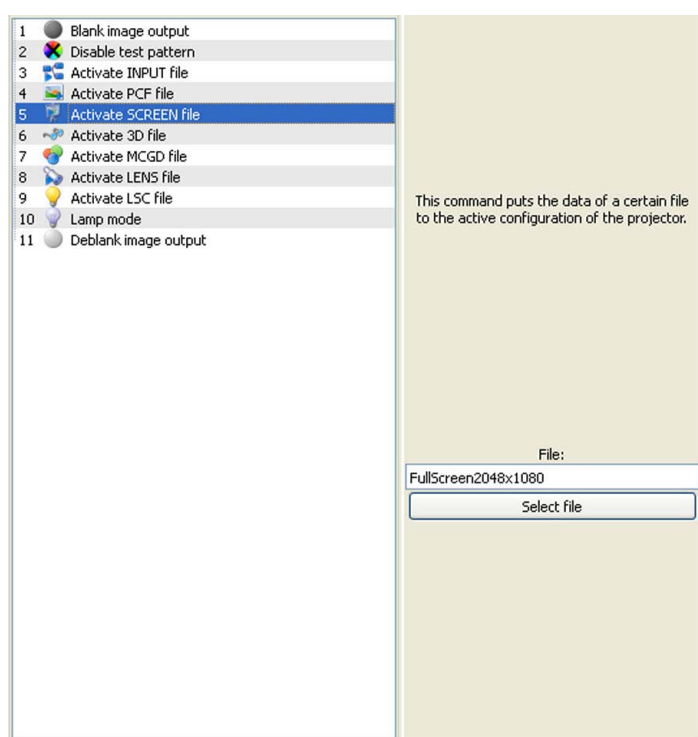 1 Blank image output
2 Disable test pattern
3 Activate INPUT file
4 Activate PCF file
5 Activate SCREEN file
6 Activate 3D file
7 Activate MCGD file
8 Activate LENS file
9 Activate LSC file
10 Lamp mode
11 Deblank image output
This command puts the data of a certain file
to the active configuration of the projector.
File:
FullScreen2048x1080
Select file